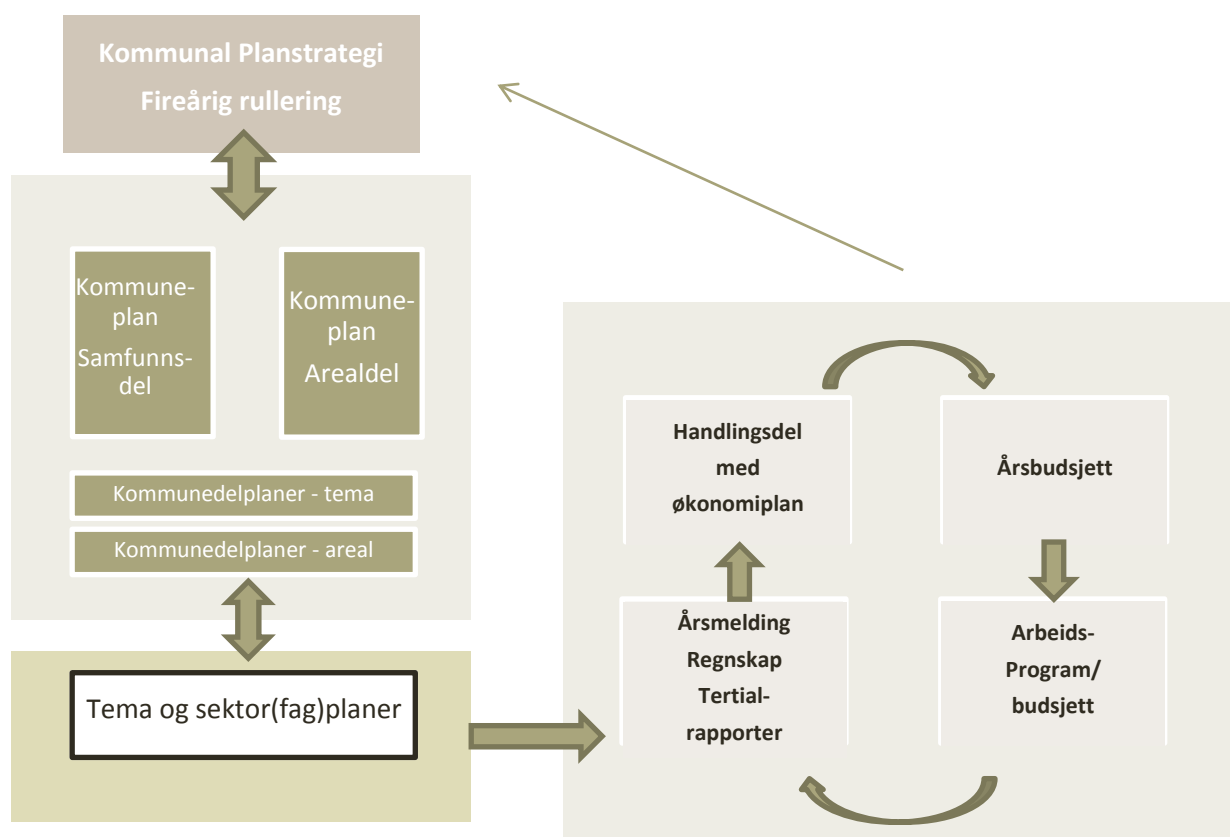 Kommunal Planstrategi
Fireårig rullering
Kommune-
plan
Samfunns-
del
Kommune-
plan
Arealdel
Kommunedelplaner - tema
Kommunedelplaner - areal
Tema og sektor(fag)planer
Handlingsdel
med
økonomiplan
Årsbudsjett
Årsmelding
Regnskap
Tertial-
rapporter
Arbeids-
Program/
budsjett